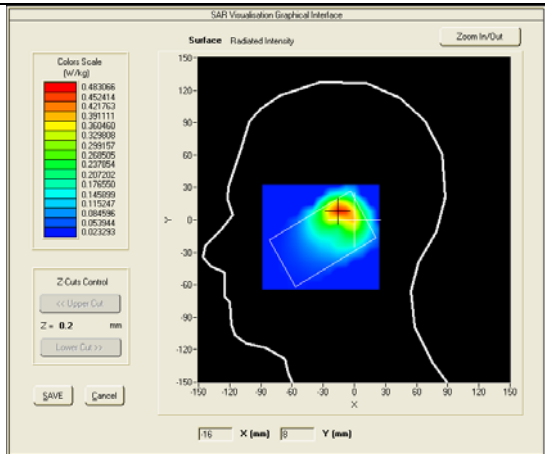 SAR Visualisation Graphical Interface
Surface Radiated Intensity
Zoom In/Out
Colors Scale
(W/kg)
0.483066
0.452414
0.421763
0.391111
0.360460
0.329808
0.299157
0.268505
0.237854
0.207202
0.176550
0.145899
0.115247
0.084596
0.053944
0.023293
Z Cuts Control
<< Upper Cut
Z = 0.2 mm
Lower Cut >>
SAVE Cancel
150-
120-
90-
60-
30-
0-
-30-
-60-
-90-
-120-
-150-
Y
-150 -120 -90 -60 -30 0 30 60 90 120 150
X
-16 X (mm) 8 Y (mm)